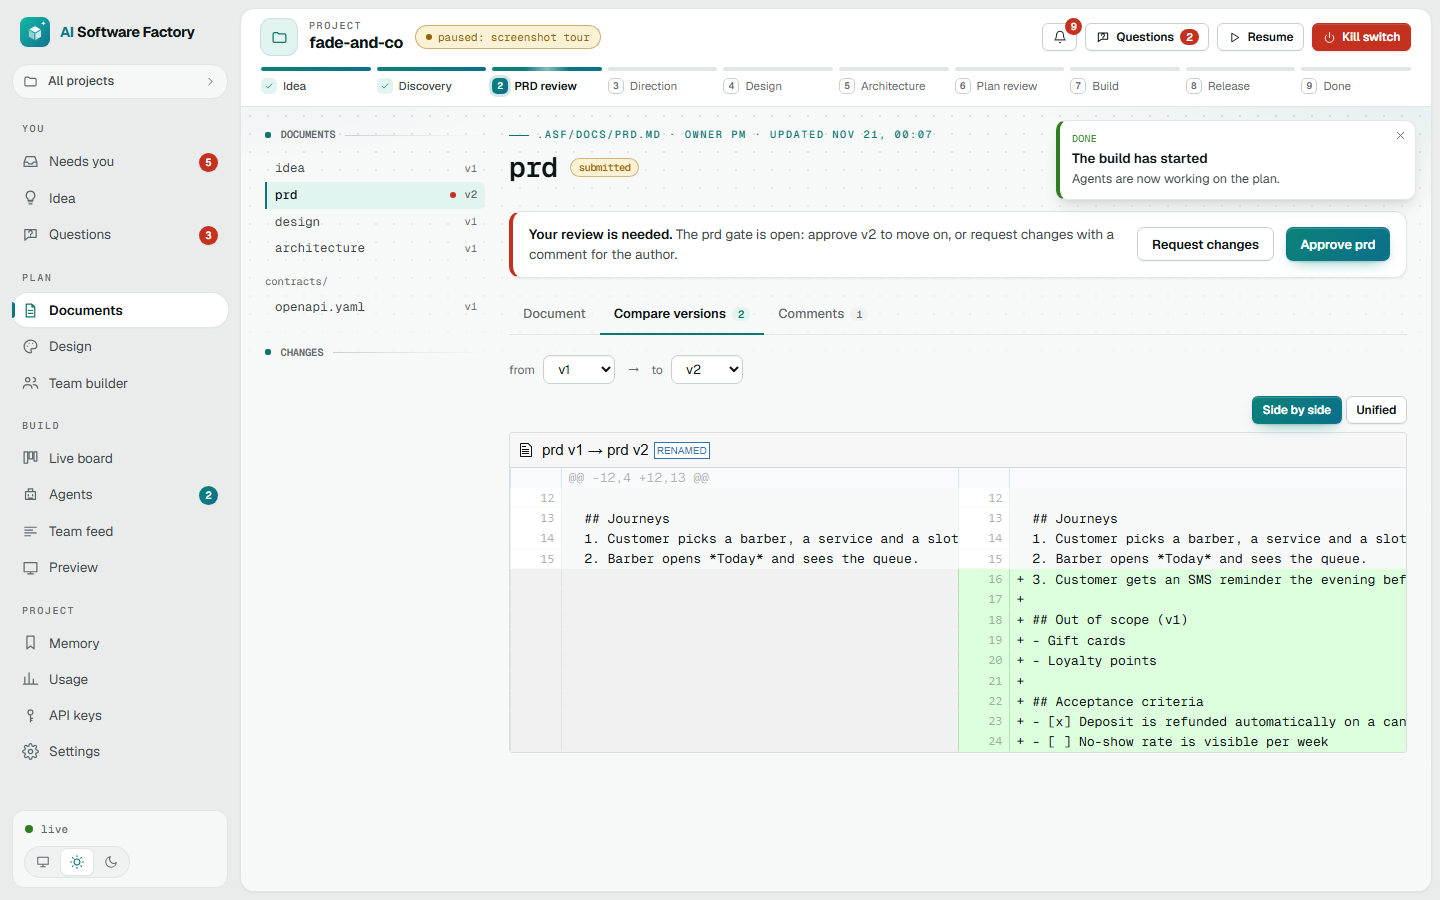 AI Software Factory
All projects
YOU
Needs you 5
Idea
Questions 3
PLAN
Documents
Design
Team builder
BUILD
Live board
Agents 2
Team feed
Preview
PROJECT
Memory
Usage
API keys
Settings
live
PROJECT
fade-and-co
paused: screenshot tour
9
Questions 2
Resume
Kill switch
Idea
Discovery
2 PRD review
3 Direction
4 Design
5 Architecture
6 Plan review
7 Build
8 Release
9 Done
DOCUMENTS
idea v1
prd v2
design v1
architecture v1
contracts/
openapi.yaml v1
CHANGES
.ASF/DOCS/PRD.MD · OWNER PM · UPDATED NOV 21, 00:07
prd submitted
DONE
The build has started
Agents are now working on the plan.
Your review is needed. The prd gate is open: approve v2 to move on, or request changes with a
comment for the author.
Request changes
Approve prd
Document
Compare versions 2
Comments 1
from v1 → to v2
Side by side
Unified
prd v1 → prd v2 RENAMED
@@ -12,4 +12,13 @@
12
13 ## Journeys
14 1. Customer picks a barber, a service and a slot
15 2. Barber opens *Today* and sees the queue.
12
13 ## Journeys
14 1. Customer picks a barber, a service and a slot
15 2. Barber opens *Today* and sees the queue.
16 + 3. Customer gets an SMS reminder the evening bef
17 +
18 + ## Out of scope (v1)
19 + - Gift cards
20 + - Loyalty points
21 +
22 + ## Acceptance criteria
23 + - [x] Deposit is refunded automatically on a can
24 + - [ ] No-show rate is visible per week